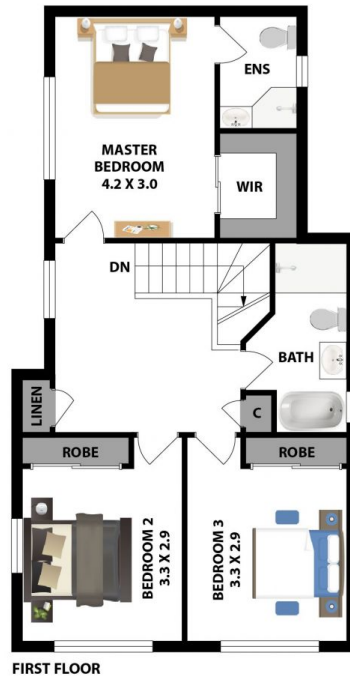 ENS
MASTER
BEDROOM
4.2 X 3.0
WIR
DN
BATH
LINEN
C
ROBE
ROBE
BEDROOM 2
3.3 X 2.9
BEDROOM 3
3.3 X 2.9
FIRST FLOOR